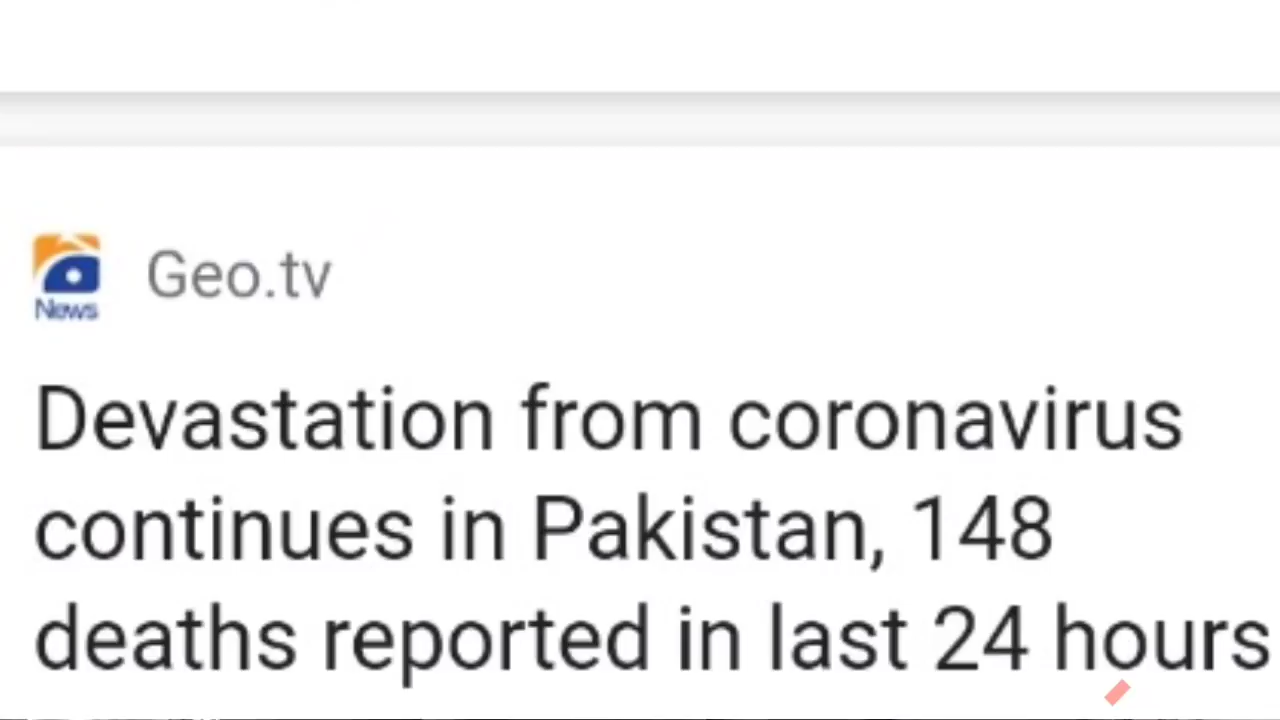 News
Geo.tv
Devastation from coronavirus
continues in Pakistan, 148
deaths reported in last 24 hours